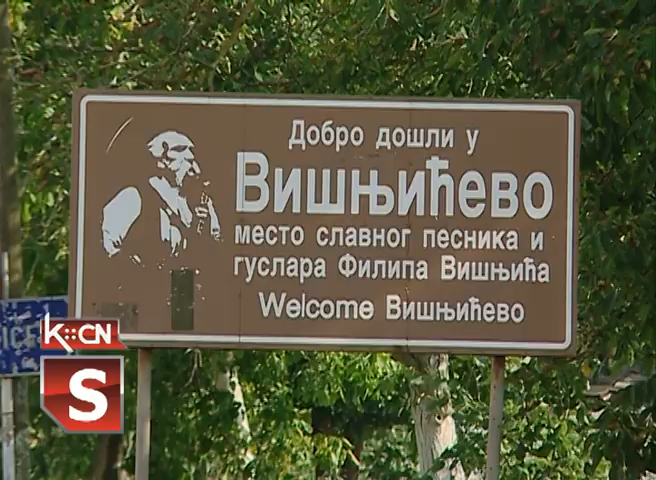 Добро дошли у
Вишњићево
место славног песника и
гуслара Филипа Вишњића
Welcome Вишњићево
K::CN
S